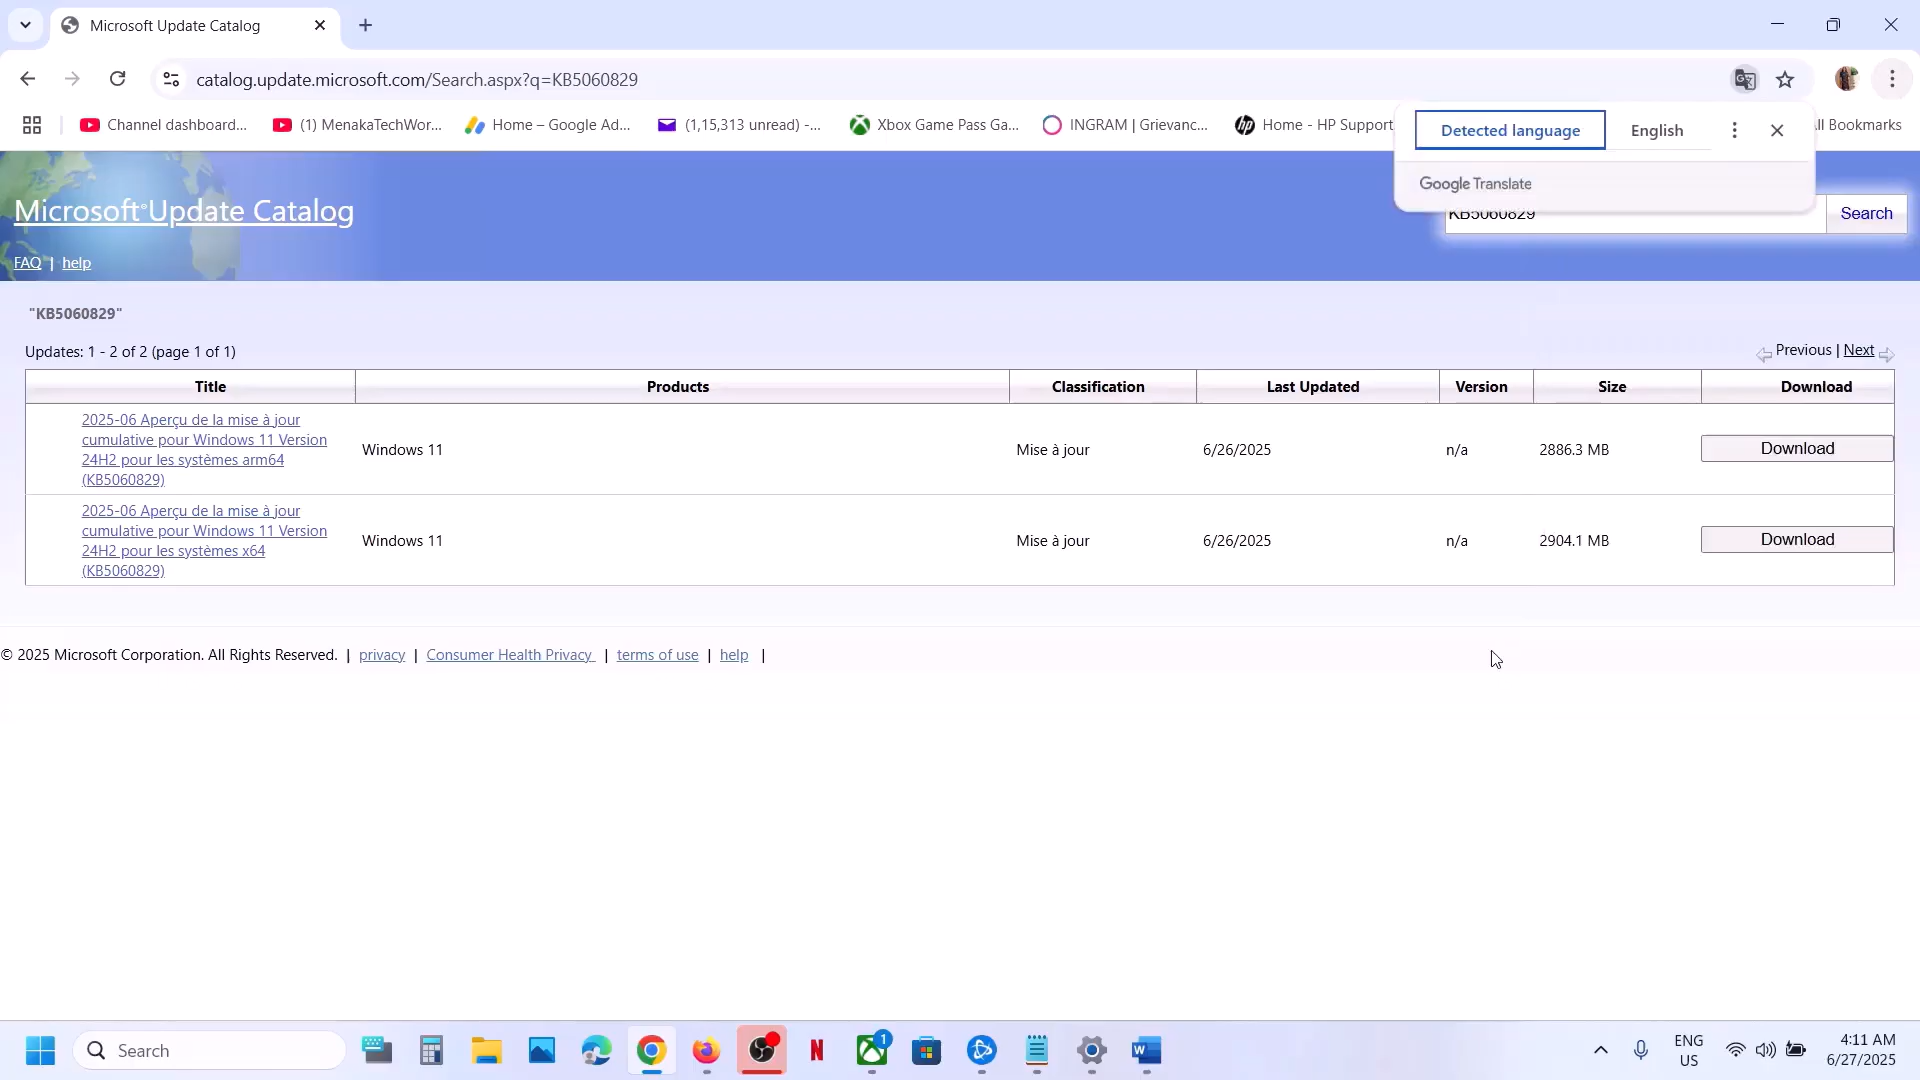 Microsoft Update Catalog
catalog.update.microsoft.com/Search.aspx?q=KB5060829
Channel dashboard...
(1) MenakaTechWor...
Home – Google Ad...
(1,15,313 unread) -...
Xbox Game Pass Ga...
INGRAM | Grievanc...
Home - HP Support
All Bookmarks
Detected language
English
Google Translate
Microsoft®Update Catalog
KB5060829
Search
FAQ | help
"KB5060829"
Updates: 1 - 2 of 2 (page 1 of 1)
Previous | Next
Title Products Classification Last Updated Version Size Download
2025-06 Aperçu de la mise à jour
cumulative pour Windows 11 Version
24H2 pour les systèmes arm64
(KB5060829)
Windows 11 Mise à jour 6/26/2025 n/a 2886.3 MB Download
2025-06 Aperçu de la mise à jour
cumulative pour Windows 11 Version
24H2 pour les systèmes x64
(KB5060829)
Windows 11 Mise à jour 6/26/2025 n/a 2904.1 MB Download
© 2025 Microsoft Corporation. All Rights Reserved. | privacy | Consumer Health Privacy | terms of use | help |
Search
N
1
W
ENG
US
4:11 AM
6/27/2025